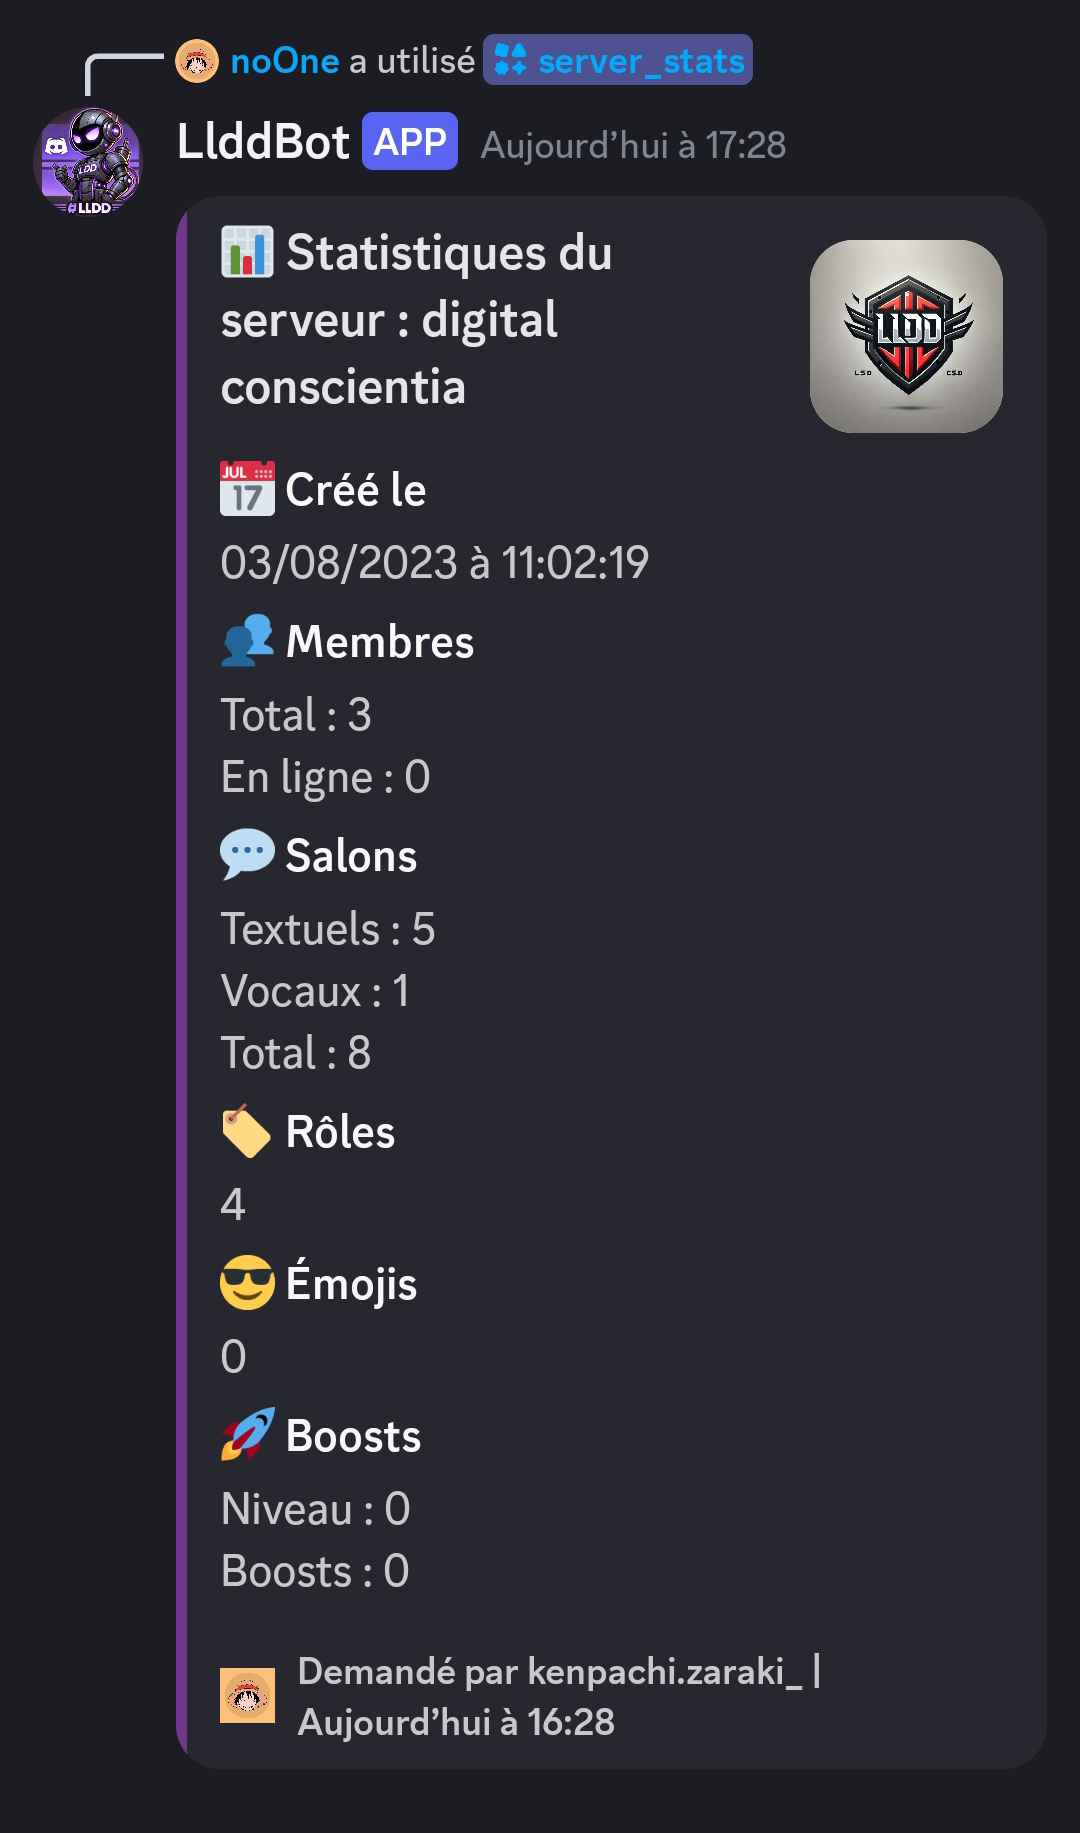 noOne a utilisé server_stats
LlddBot APP Aujourd’hui à 17:28
LDD
#LLDD
Statistiques du
serveur : digital
conscientia
LLDD
LSD CSD
JUL
17
Créé le
03/08/2023 à 11:02:19
Membres
Total : 3
En ligne : 0
Salons
Textuels : 5
Vocaux : 1
Total : 8
Rôles
4
Émojis
0
Boosts
Niveau : 0
Boosts : 0
Demandé par kenpachi.zaraki_ |
Aujourd’hui à 16:28